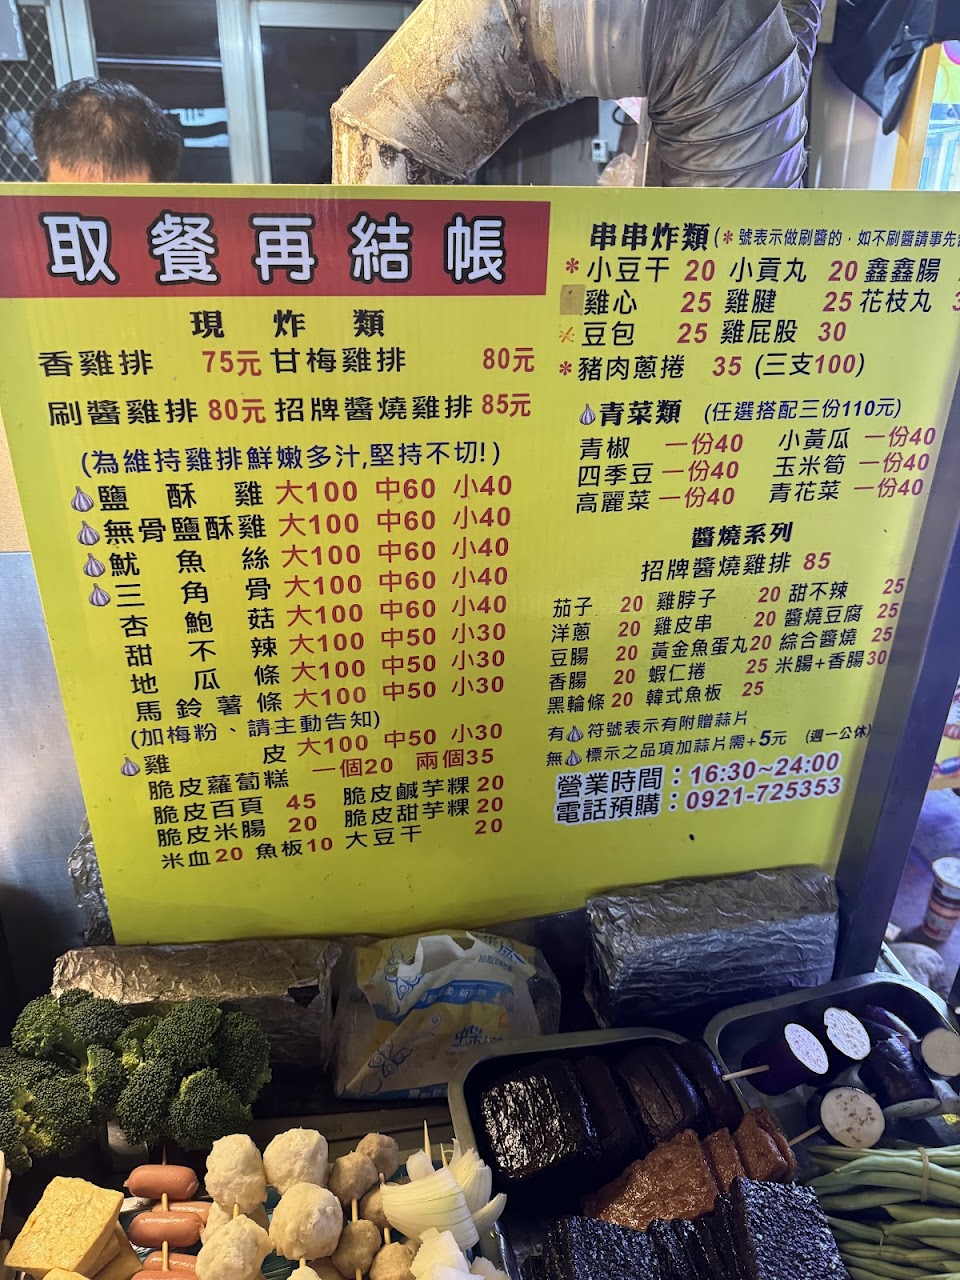 取餐再結帳
現炸類
香雞排 75元 甘梅雞排 80元
刷醬雞排 80元 招牌醬燒雞排 85元
(為維持雞排鮮嫩多汁,堅持不切!)
鹽酥雞 大100 中60 小40
無骨鹽酥雞 大100 中60 小40
魷魚絲 大100 中60 小40
三角骨 大100 中60 小40
杏鮑菇 大100 中60 小40
甜不辣 大100 中50 小30
地瓜條 大100 中50 小30
馬鈴薯條 大100 中50 小30
(加梅粉、請主動告知)
雞皮 大100 中50 小30
脆皮蘿蔔糕 一個20 兩個35
脆皮百頁 45 脆皮鹹芋粿 20
脆皮米腸 20 脆皮甜芋粿 20
米血20 魚板10 大豆干 20
串串炸類 (*號表示做刷醬的,如不刷醬請事先
*小豆干 20 小貢丸 20 鑫鑫腸
雞心 25 雞腱 25 花枝丸
*豆包 25 雞屁股 30
*豬肉蔥捲 35 (三支100)
青菜類 (任選搭配三份110元)
青椒 一份40 小黃瓜 一份40
四季豆 一份40 玉米筍 一份40
高麗菜 一份40 青花菜 一份40
醬燒系列
招牌醬燒雞排 85
茄子 20 雞脖子 20 甜不辣 25
洋蔥 20 雞皮串 20 醬燒豆腐 25
豆腸 20 黃金魚蛋丸20 綜合醬燒 25
香腸 20 蝦仁捲 25 米腸+香腸30
黑輪條 20 韓式魚板 25
有符號表示有附贈蒜片
無標示之品項加蒜片需+5元 (週一公休)
營業時間：16:30~24:00
電話預購：0921-725353